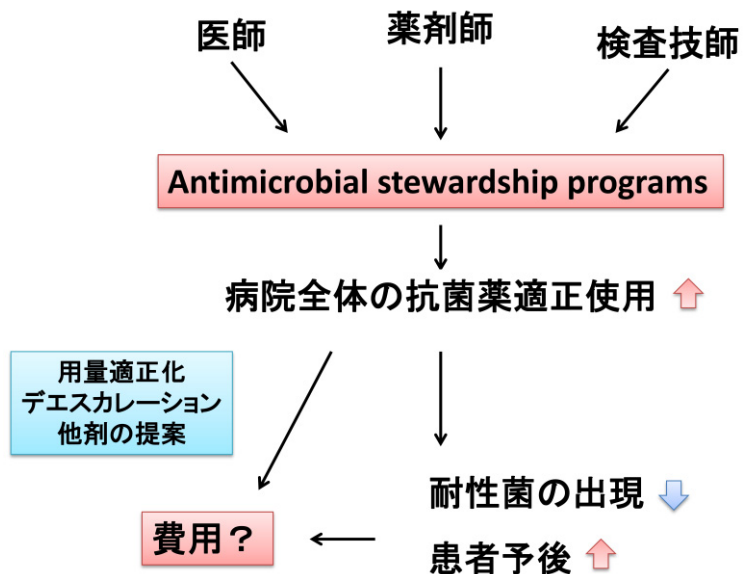 医師
薬剤師
検査技師
Antimicrobial stewardship programs
病院全体の抗菌薬適正使用
用量適正化
デエスカレーション
他剤の提案
耐性菌の出現
費用？
患者予後